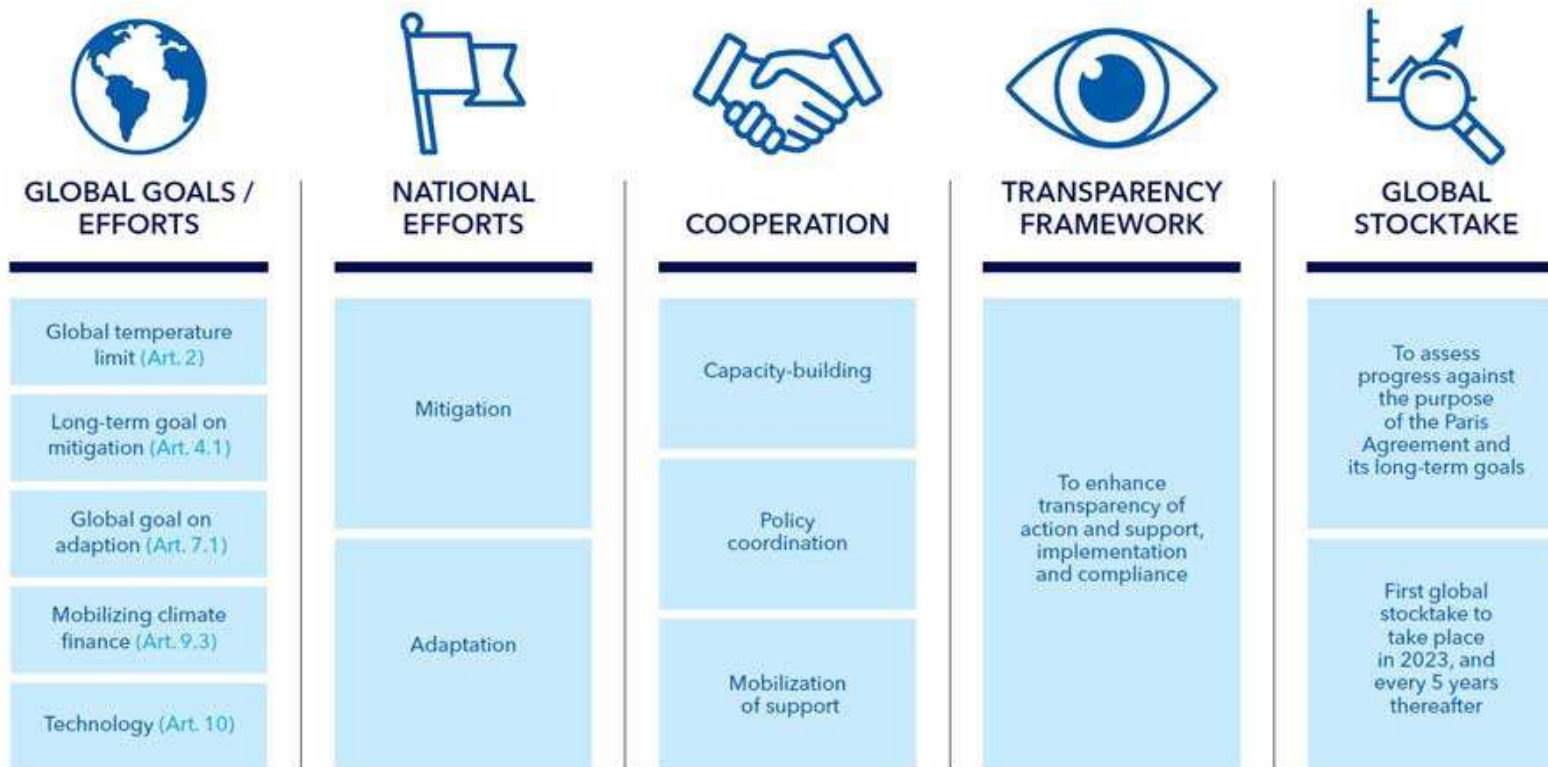 GLOBAL GOALS /
EFFORTS
Global temperature
limit (Art. 2)
Long-term goal on
mitigation (Art. 4.1)
Global goal on
adaption (Art. 7.1)
Mobilizing climate
finance (Art. 9.3)
Technology (Art. 10)
NATIONAL
EFFORTS
Mitigation
Adaptation
COOPERATION
Capacity-building
Policy
coordination
Mobilization
of support
TRANSPARENCY
FRAMEWORK
To enhance
transparency of
action and support,
implementation
and compliance
GLOBAL
STOCKTAKE
To assess
progress against
the purpose
of the Paris
Agreement and
its long-term goals
First global
stocktake to
take place
in 2023, and
every 5 years
thereafter